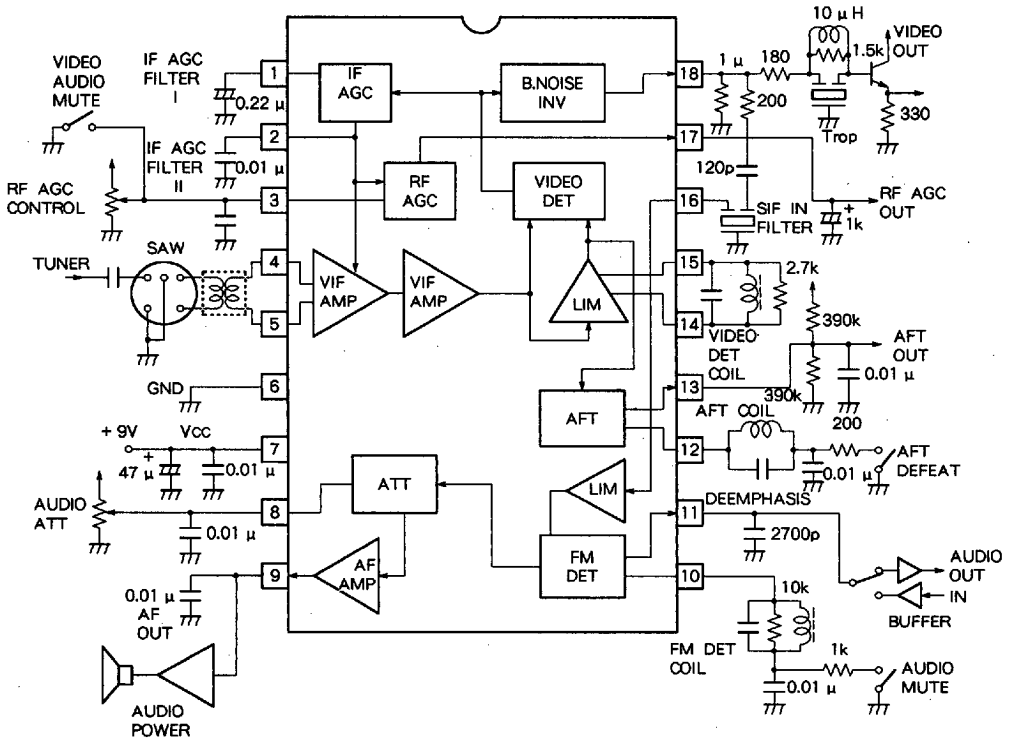 VIDEO
AUDIO
MUTE
IF AGC
FILTER
I
0.22 μ
1
IF
AGC
B.NOISE
INV
18
1 μ
180
10 μH
1.5k
VIDEO
OUT
200
Trop
330
IF AGC
FILTER
II
0.01 μ
2
17
120p
RF AGC
CONTROL
3
RF
AGC
VIDEO
DET
16
SIF IN
FILTER
+
1k
RF AGC
OUT
SAW
TUNER
4
5
VIF
AMP
VIF
AMP
LIM
15
14
2.7k
VIDEO
DET
COIL
390k
390k
AFT
OUT
0.01 μ
GND
6
AFT
13
AFT COIL
200
12
0.01 μ
AFT
DEFEAT
+9V
VCC
+
47
μ
0.01 μ
7
AUDIO
ATT
0.01 μ
8
ATT
LIM
DEEMPHASIS
11
2700p
AF
AMP
9
0.01 μ
AF
OUT
FM
DET
10
10k
AUDIO
OUT
IN
BUFFER
FM DET
COIL
1k
0.01 μ
AUDIO
MUTE
AUDIO
POWER